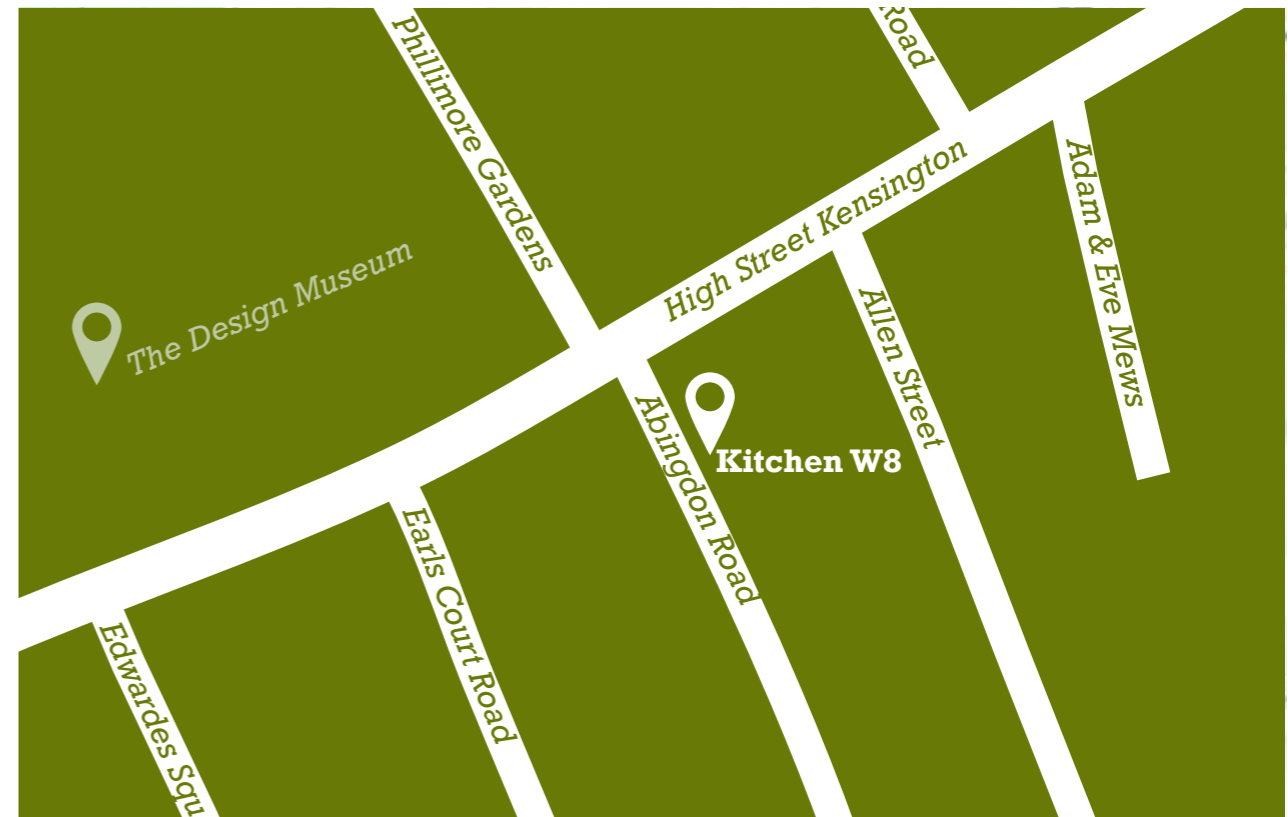 Phillimore Gardens
Road
High Street Kensington
Adam & Eve Mews
The Design Museum
Allen Street
Kitchen W8
Abingdon Road
Earls Court Road
Edwardes Squ